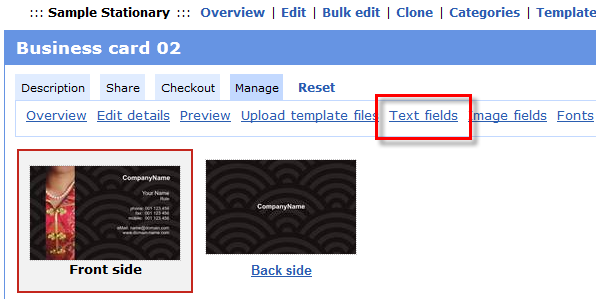 ::: Sample Stationary ::: Overview | Edit | Bulk edit | Clone | Categories | Template
Business card 02
Description Share Checkout Manage Reset
Overview Edit details Preview Upload template files Text fields Image fields Fonts
CompanyName
Your Name
Role
phone: 001 123.456
fax: 001 123.456
mobile: 001 123.456
eMail: name@domain.com
www.domain-name.com
CompanyName
Front side
Back side